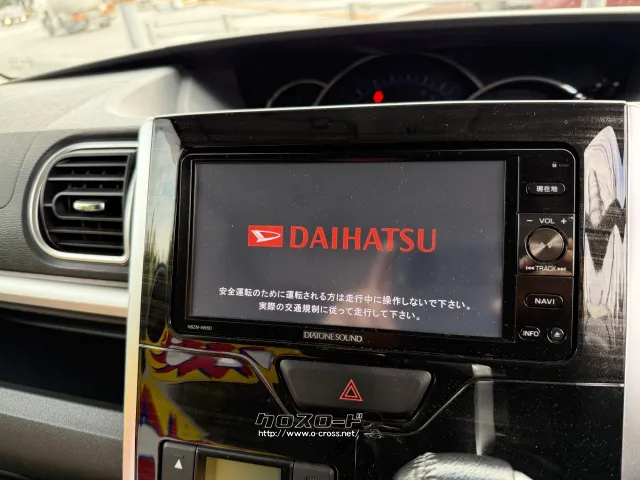 現在地
− VOL +
DAIHATSU
TRACK
安全運転のために運転される方は走行中に操作しないで下さい。
実際の交通規制に従って走行して下さい。
NAVI
INFO
DIATONE SOUND
クロスロード
http://www.o-cross.net/